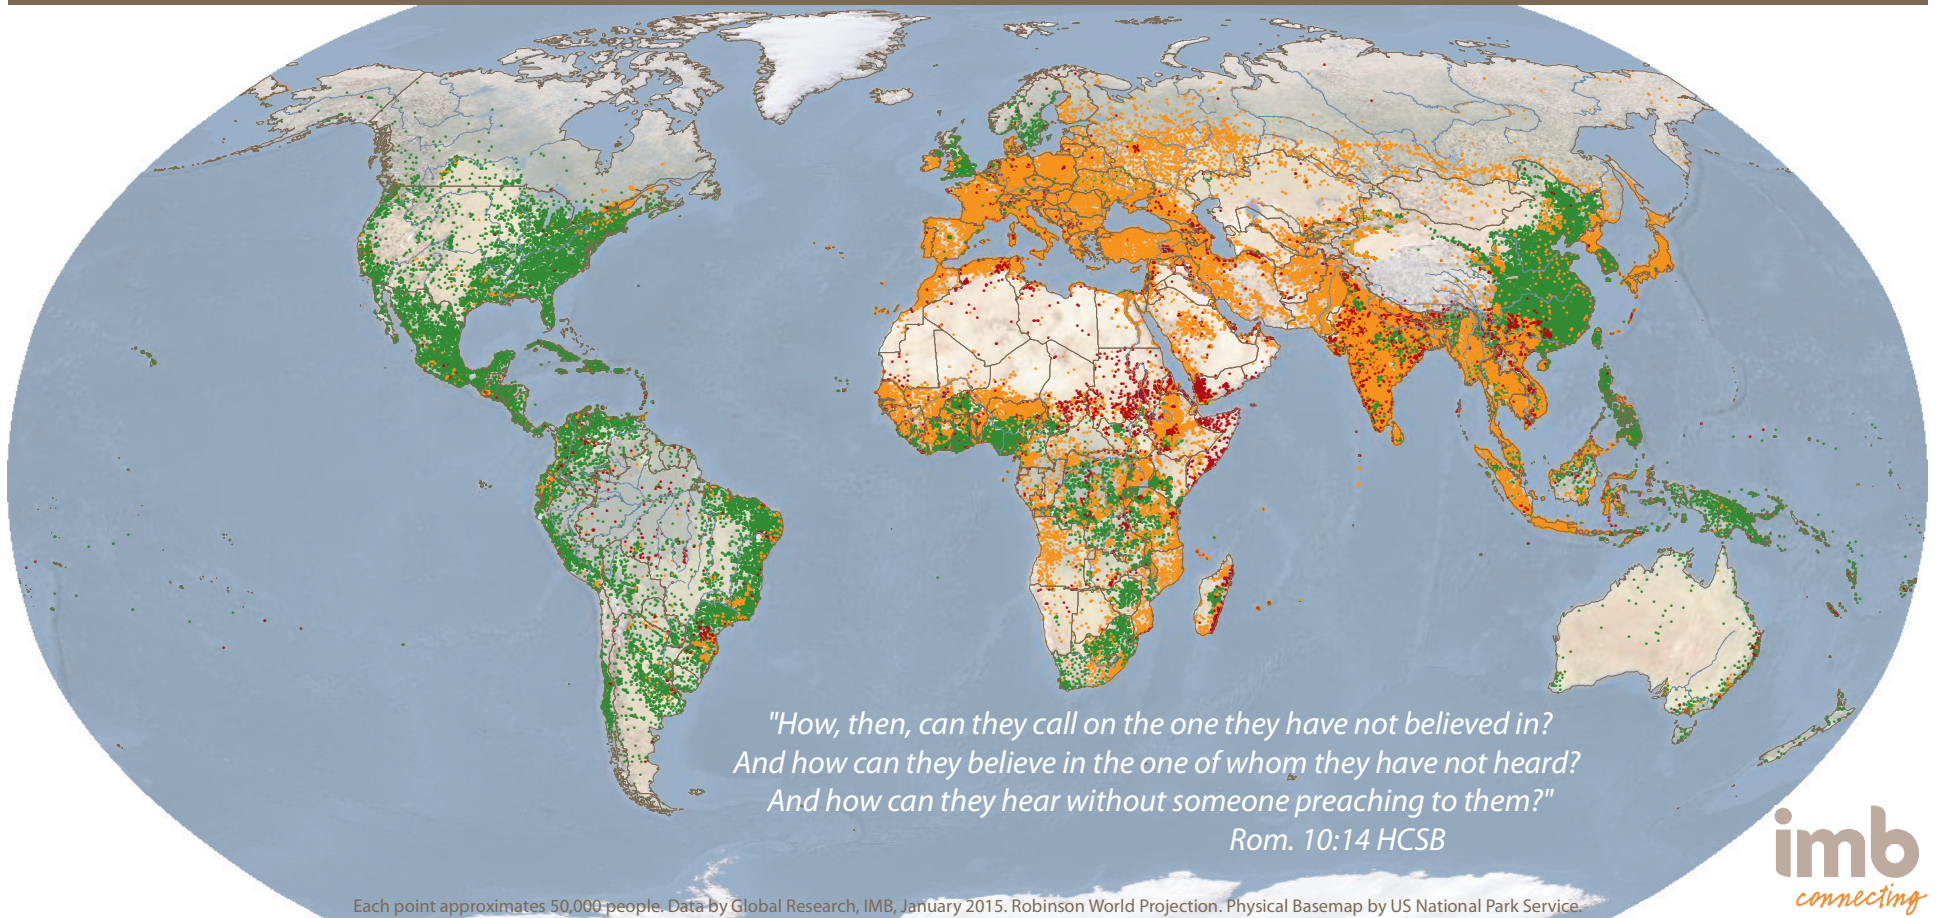 "How, then, can they call on the one they have not believed in?
And how can they believe in the one of whom they have not heard?
And how can they hear without someone preaching to them?"
Rom. 10:14 HCSB
imb
connecting
Each point approximates 50,000 people. Data by Global Research, IMB, January 2015. Robinson World Projection. Physical Basemap by US National Park Service.